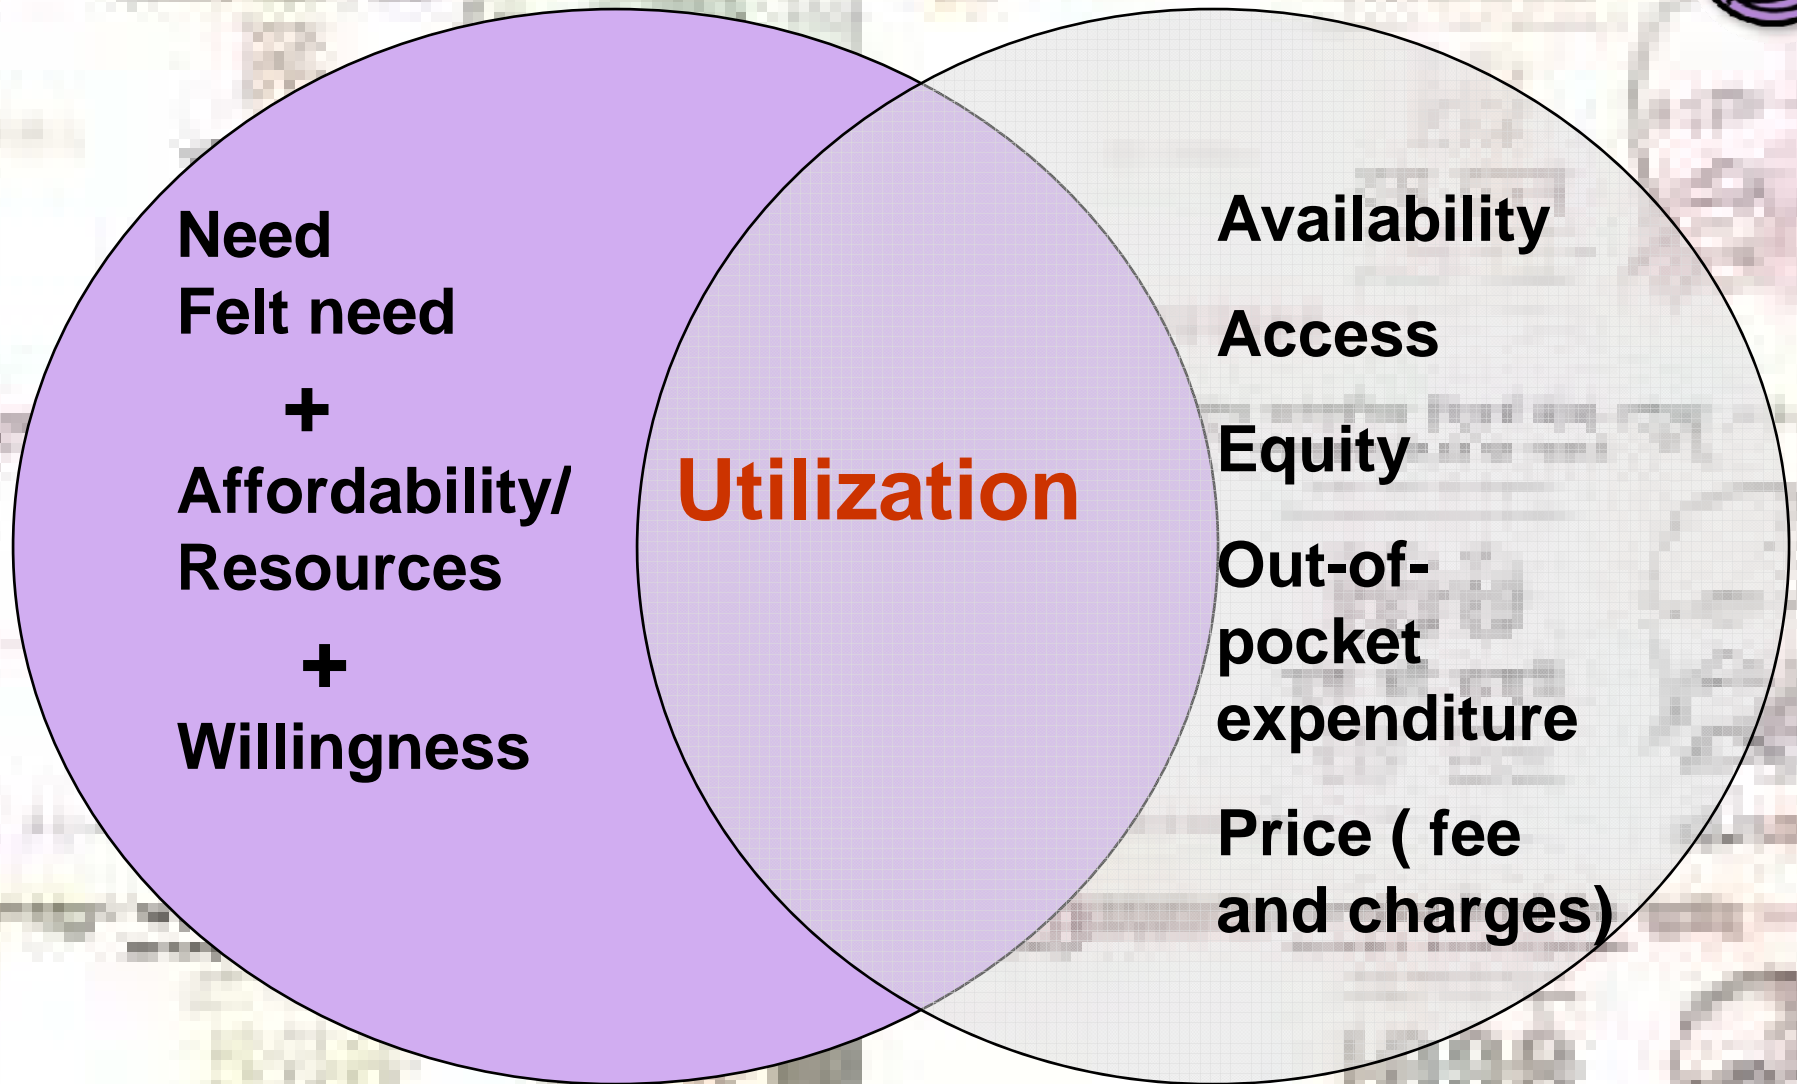 Need
Felt need
+
Affordability/
Resources
+
Willingness
Utilization
Availability
Access
Equity
Out-of-
pocket
expenditure
Price ( fee
and charges)